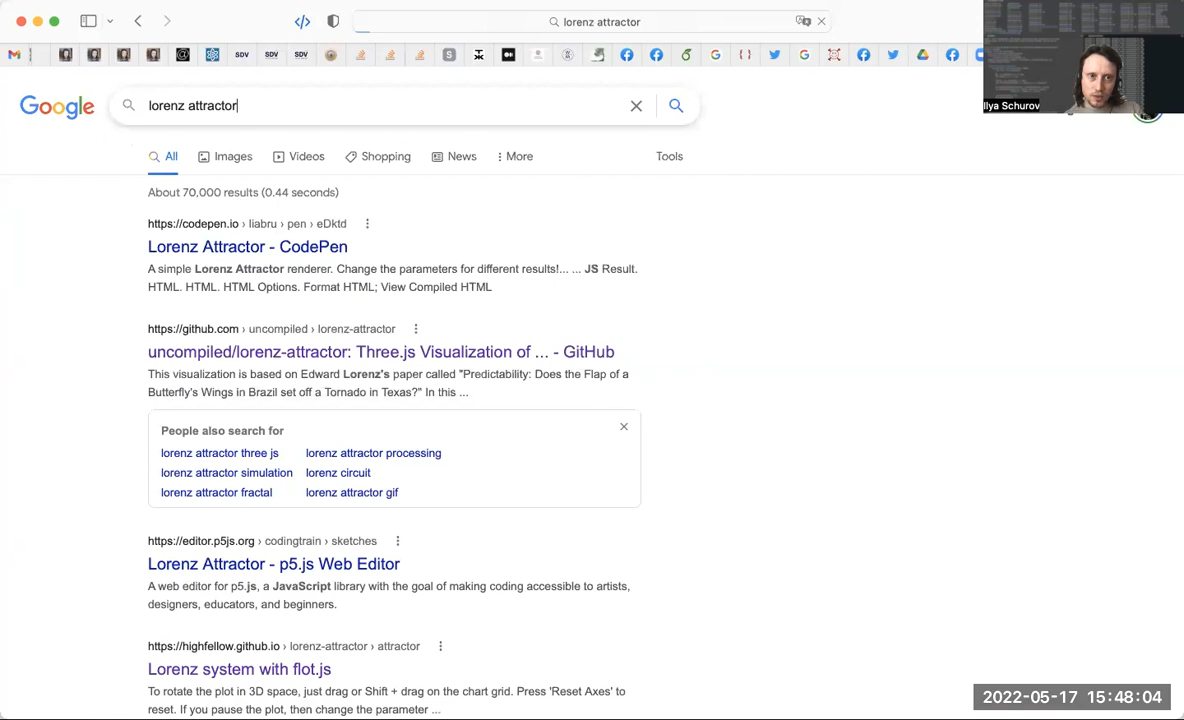 lorenz attractor
SDV
SDV
SDV
Ilya Schurov
Google
lorenz attractor
All
Images
Videos
Shopping
News
More
Tools
About 70,000 results (0.44 seconds)
https://codepen.io › liabru › pen › eDktd
Lorenz Attractor - CodePen
A simple Lorenz Attractor renderer. Change the parameters for different results!... ... JS Result.
HTML. HTML. HTML Options. Format HTML; View Compiled HTML
https://github.com › uncompiled › lorenz-attractor
uncompiled/lorenz-attractor: Three.js Visualization of ... - GitHub
This visualization is based on Edward Lorenz's paper called "Predictability: Does the Flap of a
Butterfly's Wings in Brazil set off a Tornado in Texas?" In this ...
People also search for
lorenz attractor three js
lorenz attractor processing
lorenz attractor simulation
lorenz circuit
lorenz attractor fractal
lorenz attractor gif
https://editor.p5js.org › codingtrain › sketches
Lorenz Attractor - p5.js Web Editor
A web editor for p5.js, a JavaScript library with the goal of making coding accessible to artists,
designers, educators, and beginners.
https://highfellow.github.io › lorenz-attractor › attractor
Lorenz system with flot.js
To rotate the plot in 3D space, just drag or Shift + drag on the chart grid. Press 'Reset Axes' to
reset. If you pause the plot, then change the parameter ...
2022-05-17 15:48:04